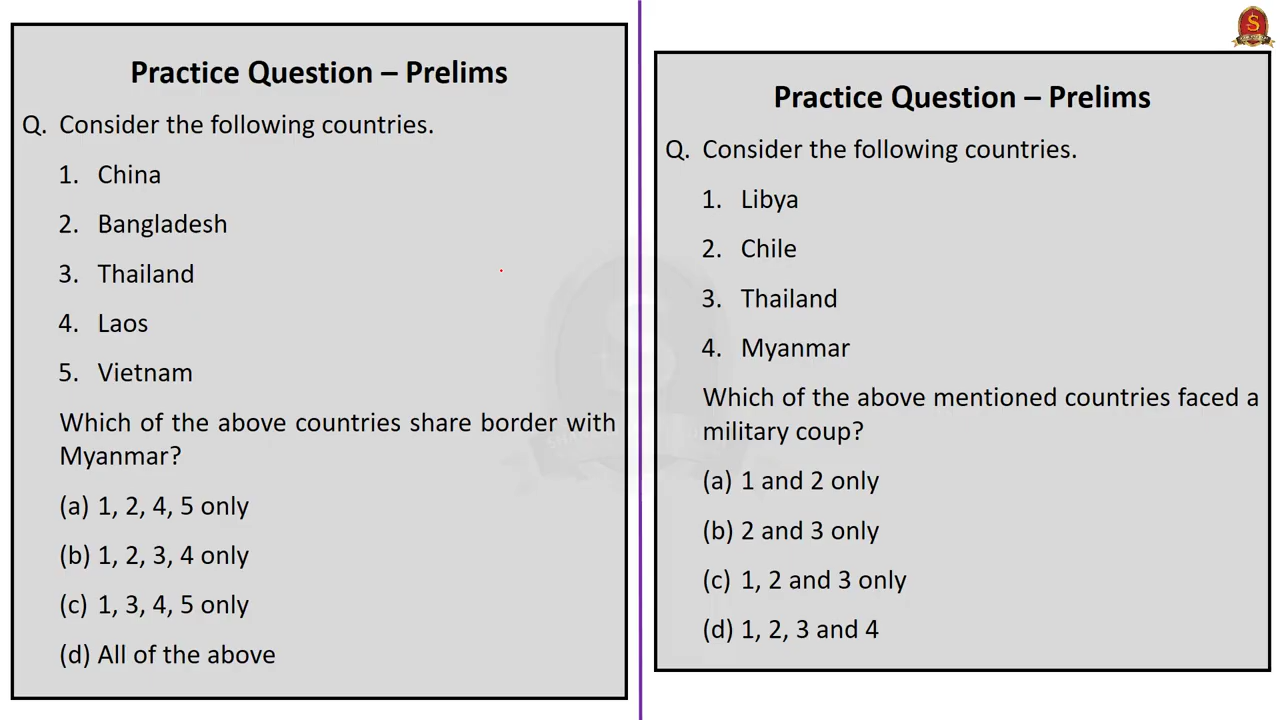 Practice Question – Prelims
Q. Consider the following countries.
1. China
2. Bangladesh
3. Thailand
4. Laos
5. Vietnam
Which of the above countries share border with
Myanmar?
(a) 1, 2, 4, 5 only
(b) 1, 2, 3, 4 only
(c) 1, 3, 4, 5 only
(d) All of the above
Practice Question – Prelims
Q. Consider the following countries.
1. Libya
2. Chile
3. Thailand
4. Myanmar
Which of the above mentioned countries faced a
military coup?
(a) 1 and 2 only
(b) 2 and 3 only
(c) 1, 2 and 3 only
(d) 1, 2, 3 and 4